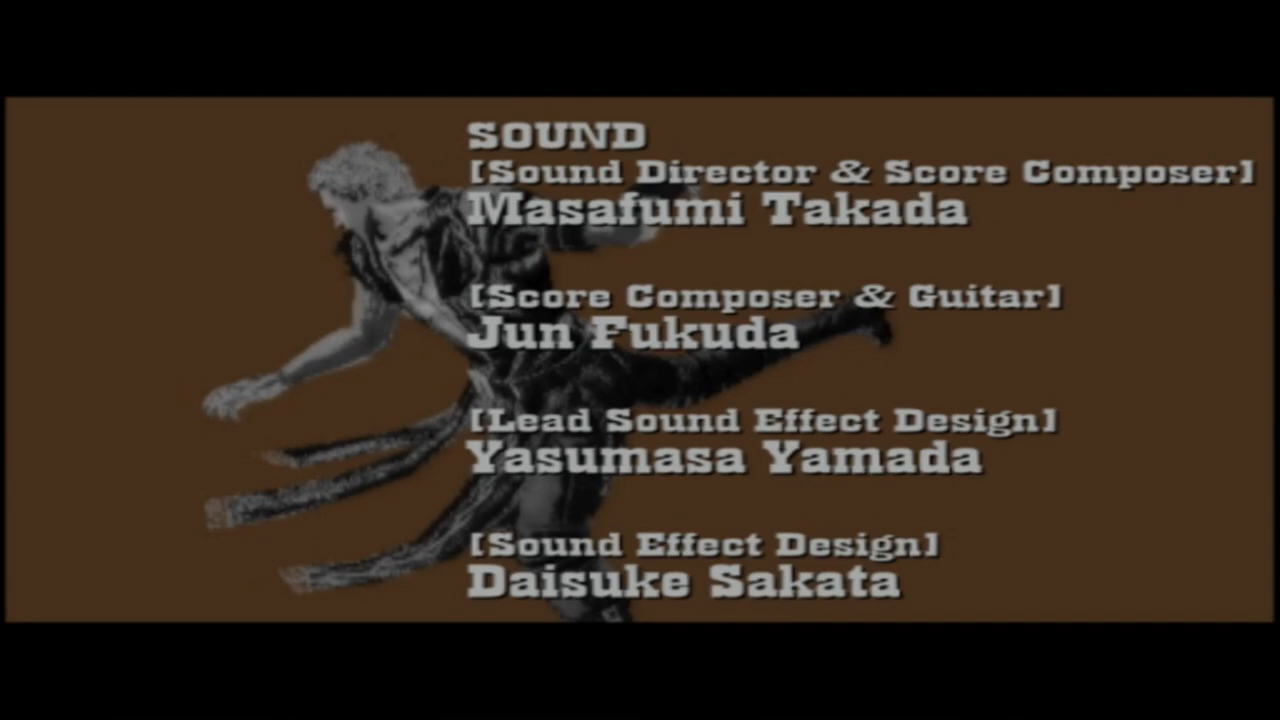 SOUND
[Sound Director & Score Composer]
Masafumi Takada
[Score Composer & Guitar]
Jun Fukuda
[Lead Sound Effect Design]
Yasumasa Yamada
[Sound Effect Design]
Daisuke Sakata